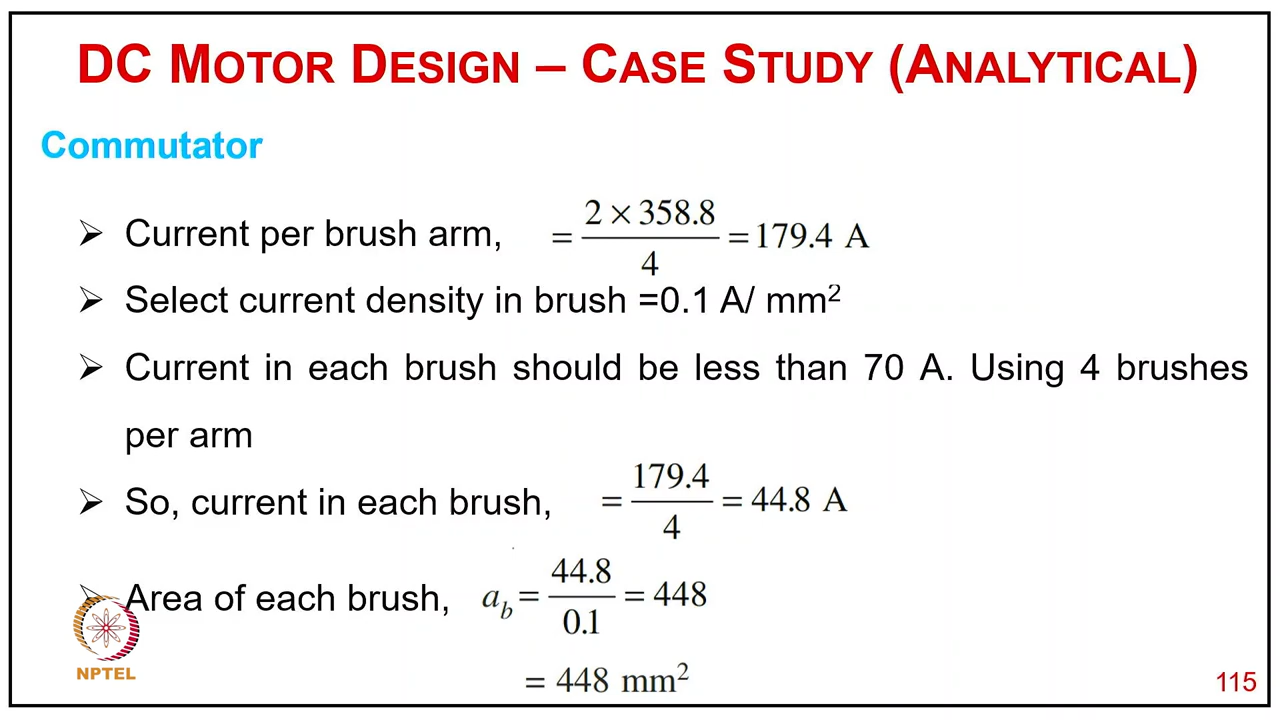 DC MOTOR DESIGN – CASE STUDY (ANALYTICAL)
Commutator
➢ Current per brush arm, = \frac{2 × 358.8}{4} = 179.4 A
➢ Select current density in brush =0.1 A/ mm²
➢ Current in each brush should be less than 70 A. Using 4 brushes
per arm
➢ So, current in each brush, = \frac{179.4}{4} = 44.8 A
➢ Area of each brush, a_b = \frac{44.8}{0.1} = 448
= 448 mm²
NPTEL
115